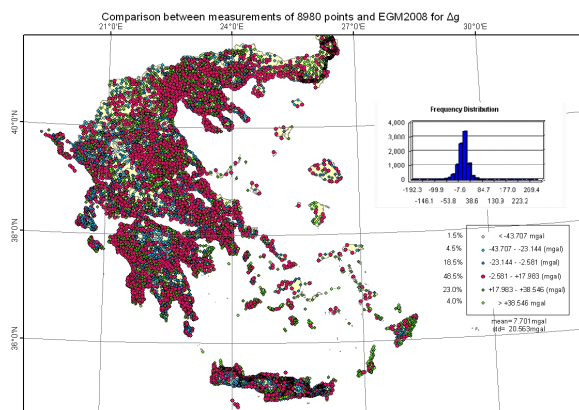 Comparison between measurements of 8980 points and EGM2008 for Δg
21°0'E 24°0'E 27°0'E 30°0'E
40°0'N
38°0'N
36°0'N
Frequency Distribution
4,000
3,000
2,000
1,000
0
-192.3 -99.9 -7.6 84.7 177.0 209.4
-146.1 -53.8 38.6 130.9 223.2
1.5% < -43.707 mgal
4.5% -43.707 - -23.144 (mgal)
18.5% -23.144 - -2.581 (mgal)
48.5% -2.581 - +17.983 (mgal)
23.0% +17.983 - +38.546 (mgal)
4.0% > +38.546 mgal
mean= 7.701mgal
std= 20.563mgal